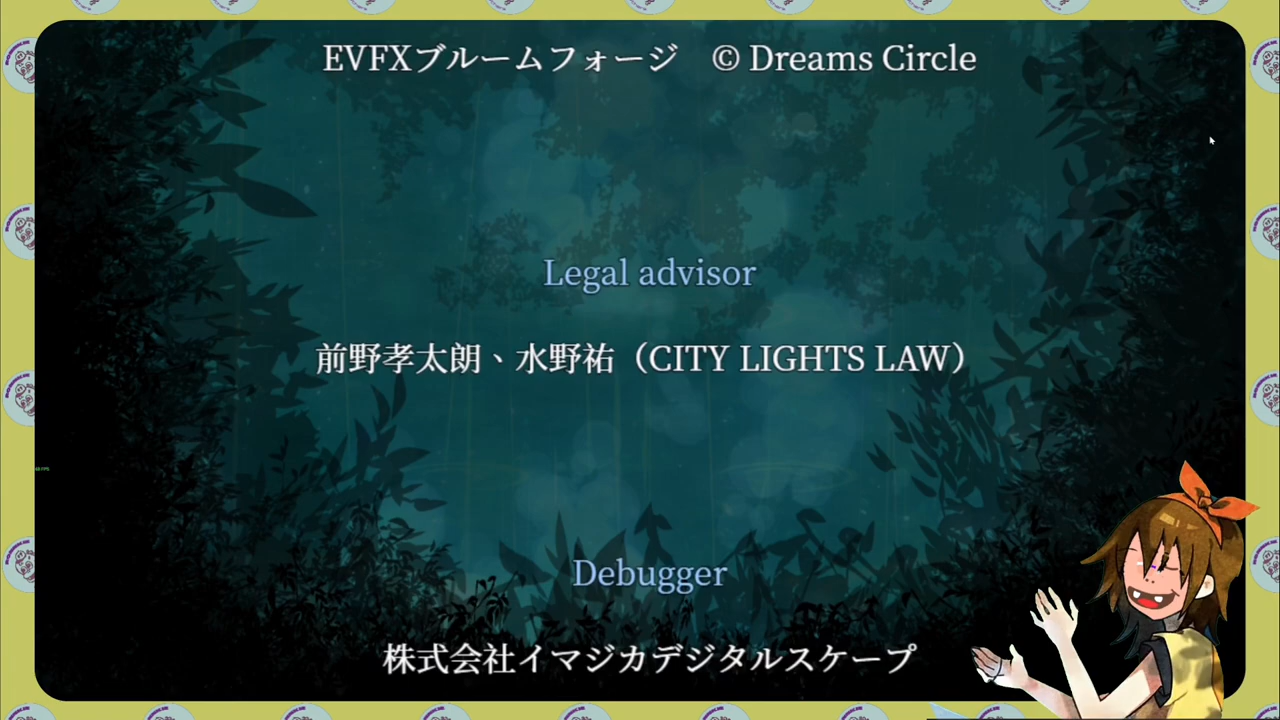 EVFXブルームフォージ　© Dreams Circle
Legal advisor
前野孝太朗、水野祐（CITY LIGHTS LAW）
Debugger
株式会社イマジカデジタルスケープ